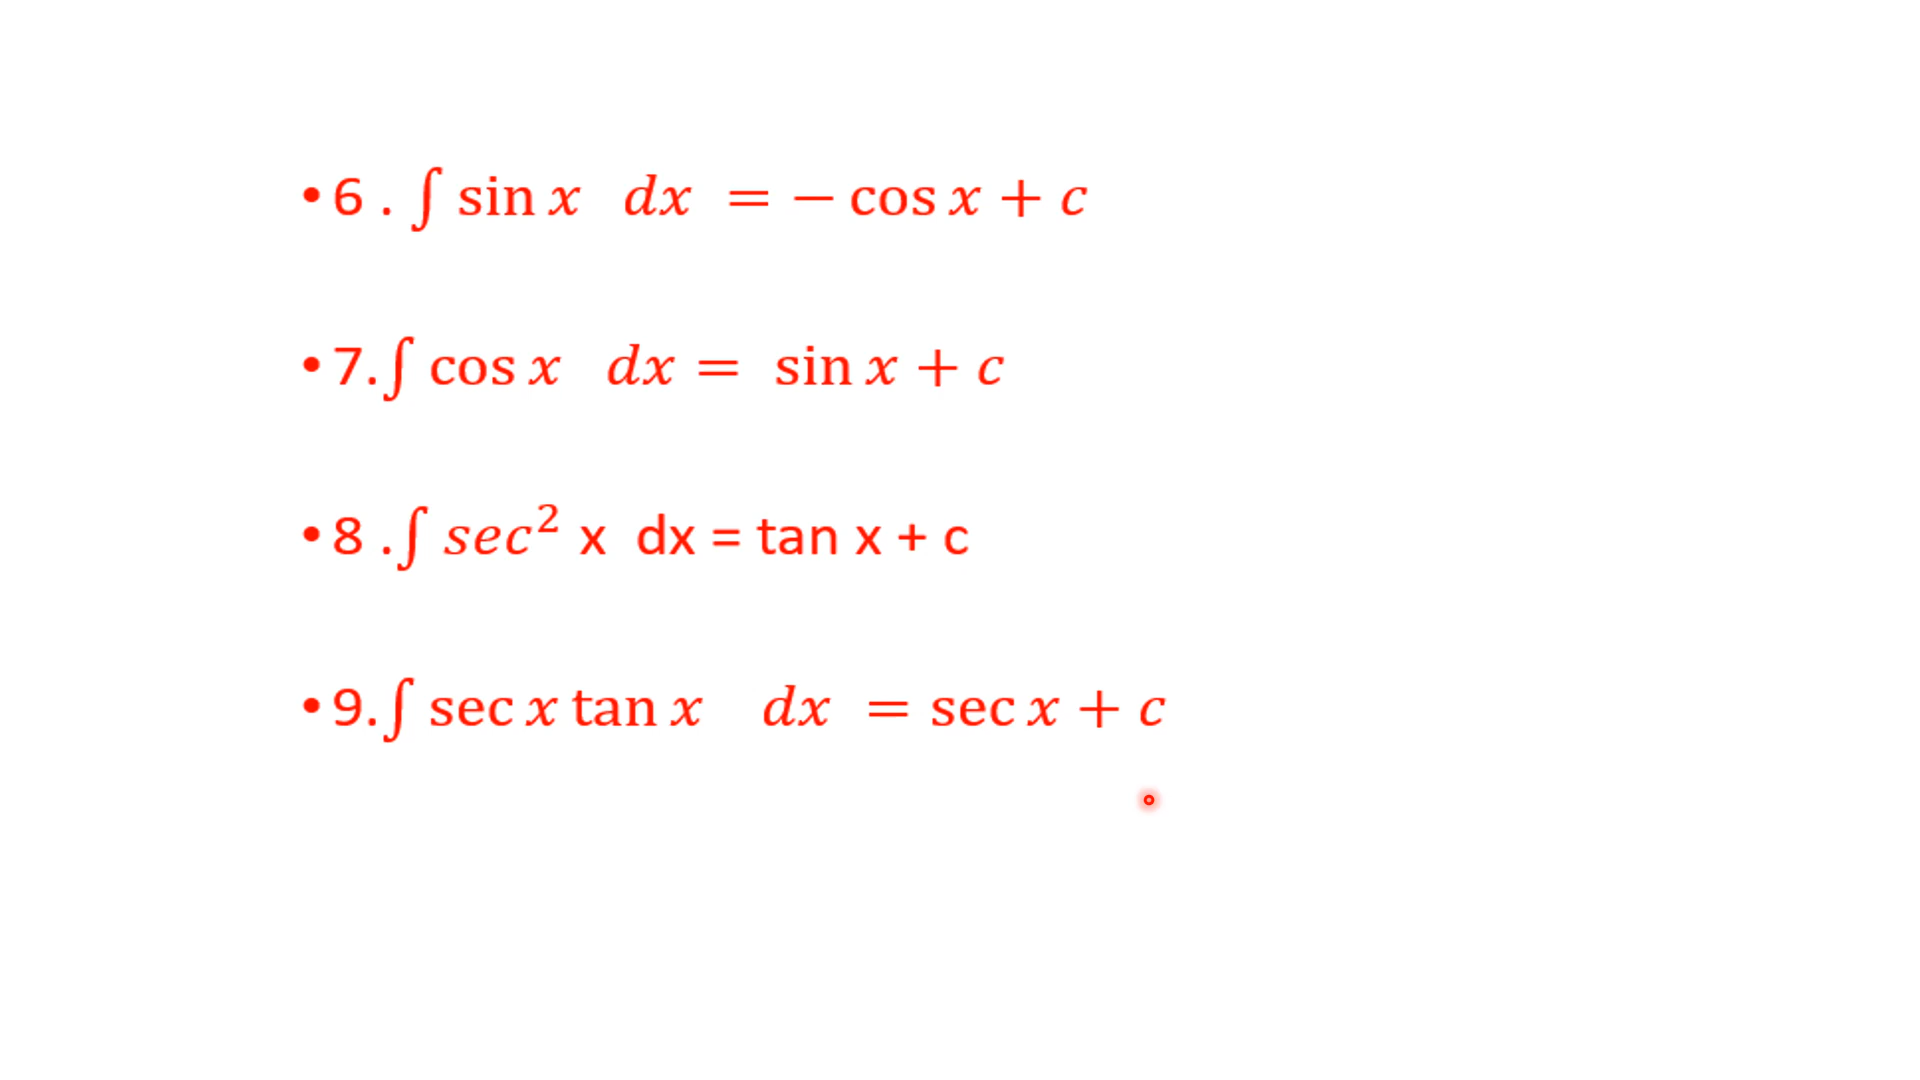 •6 . ∫ sin x dx = − cos x + c
•7.∫ cos x dx = sin x + c
•8 .∫ sec² x dx = tan x + c
•9.∫ sec x tan x dx = sec x + c